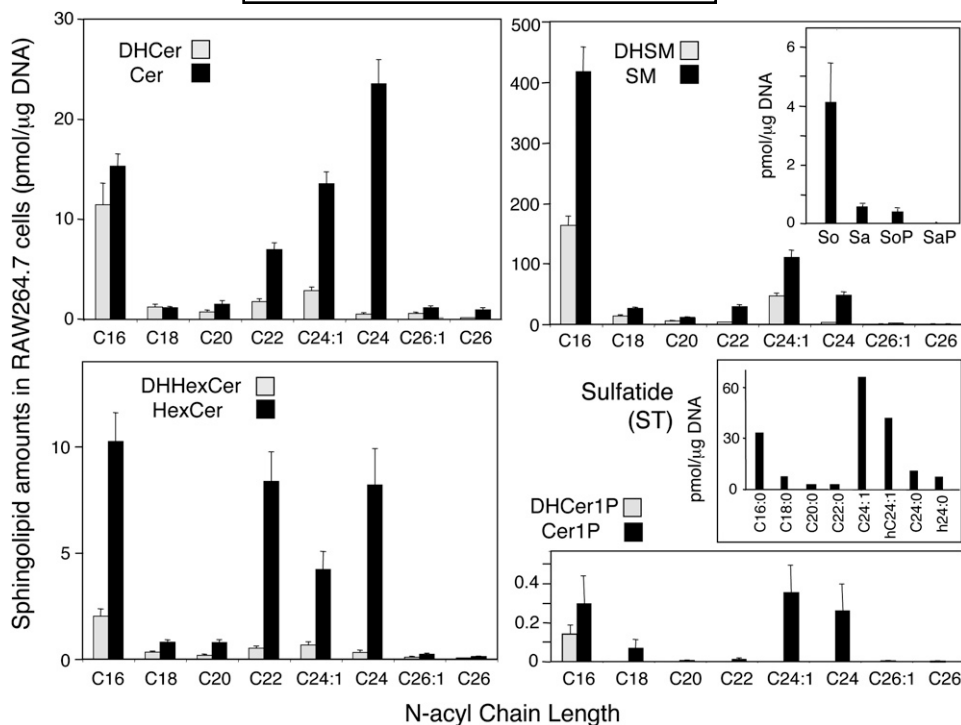 Sphingolipid amounts in RAW264.7 cells (pmol/μg DNA)
30
20
10
0
DHCer
Cer
C16 C18 C20 C22 C24:1 C24 C26:1 C26
500
400
300
200
100
0
DHSM
SM
C16 C18 C20 C22 C24:1 C24 C26:1 C26
pmol/μg DNA
6
4
2
0
So Sa SoP SaP
10
5
0
DHHexCer
HexCer
C16 C18 C20 C22 C24:1 C24 C26:1 C26
Sulfatide
(ST)
pmol/μg DNA
60
30
0
C16:0 C18:0 C20:0 C22:0 C24:1 hC24:1 C24:0 h24:0
DHCer1P
Cer1P
0.4
0.2
0
C16 C18 C20 C22 C24:1 C24 C26:1 C26
N-acyl Chain Length